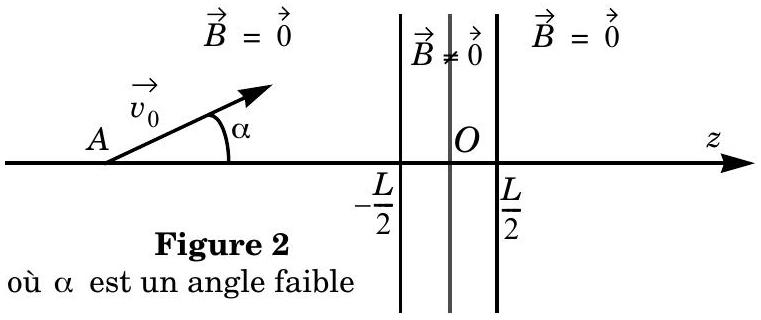 B⃗ = 0⃗ B⃗ ≠ 0⃗ B⃗ = 0⃗
v⃗₀
A α O z
−L/2 L/2
Figure 2
où α est un angle faible